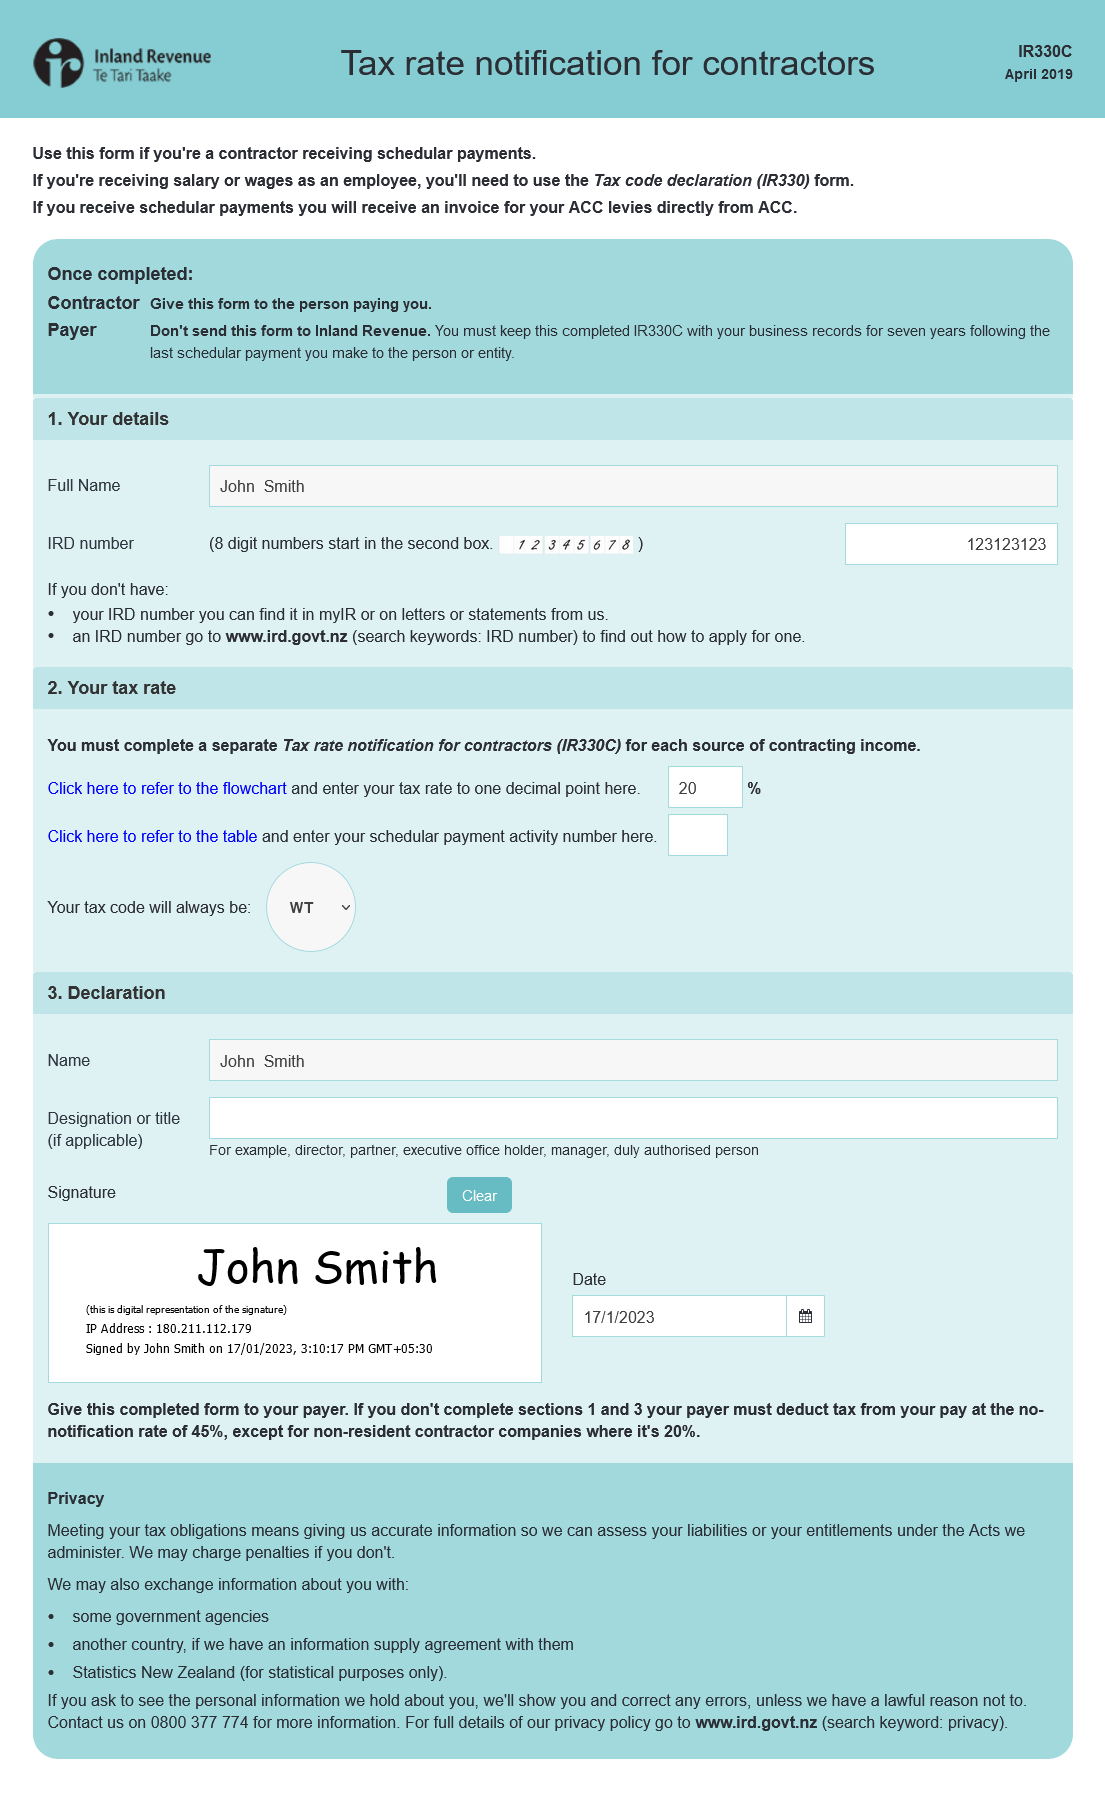 Inland Revenue
Te Tari Taake
Tax rate notification for contractors
IR330C
April 2019
Use this form if you're a contractor receiving schedular payments.
If you're receiving salary or wages as an employee, you'll need to use the Tax code declaration (IR330) form.
If you receive schedular payments you will receive an invoice for your ACC levies directly from ACC.
Once completed:
Contractor Give this form to the person paying you.
Payer Don't send this form to Inland Revenue. You must keep this completed IR330C with your business records for seven years following the
last schedular payment you make to the person or entity.
1. Your details
Full Name John  Smith
IRD number (8 digit numbers start in the second box. 1 2 3 4 5 6 7 8 ) 123123123
If you don't have:
• your IRD number you can find it in myIR or on letters or statements from us.
• an IRD number go to www.ird.govt.nz (search keywords: IRD number) to find out how to apply for one.
2. Your tax rate
You must complete a separate Tax rate notification for contractors (IR330C) for each source of contracting income.
Click here to refer to the flowchart and enter your tax rate to one decimal point here. 20 %
Click here to refer to the table and enter your schedular payment activity number here.
Your tax code will always be: WT
3. Declaration
Name John  Smith
Designation or title
(if applicable)
For example, director, partner, executive office holder, manager, duly authorised person
Signature Clear
John Smith
(this is digital representation of the signature)
IP Address : 180.211.112.179
Signed by John Smith on 17/01/2023, 3:10:17 PM GMT+05:30
Date
17/1/2023
Give this completed form to your payer. If you don't complete sections 1 and 3 your payer must deduct tax from your pay at the no-
notification rate of 45%, except for non-resident contractor companies where it's 20%.
Privacy
Meeting your tax obligations means giving us accurate information so we can assess your liabilities or your entitlements under the Acts we
administer. We may charge penalties if you don't.
We may also exchange information about you with:
• some government agencies
• another country, if we have an information supply agreement with them
• Statistics New Zealand (for statistical purposes only).
If you ask to see the personal information we hold about you, we'll show you and correct any errors, unless we have a lawful reason not to.
Contact us on 0800 377 774 for more information. For full details of our privacy policy go to www.ird.govt.nz (search keyword: privacy).